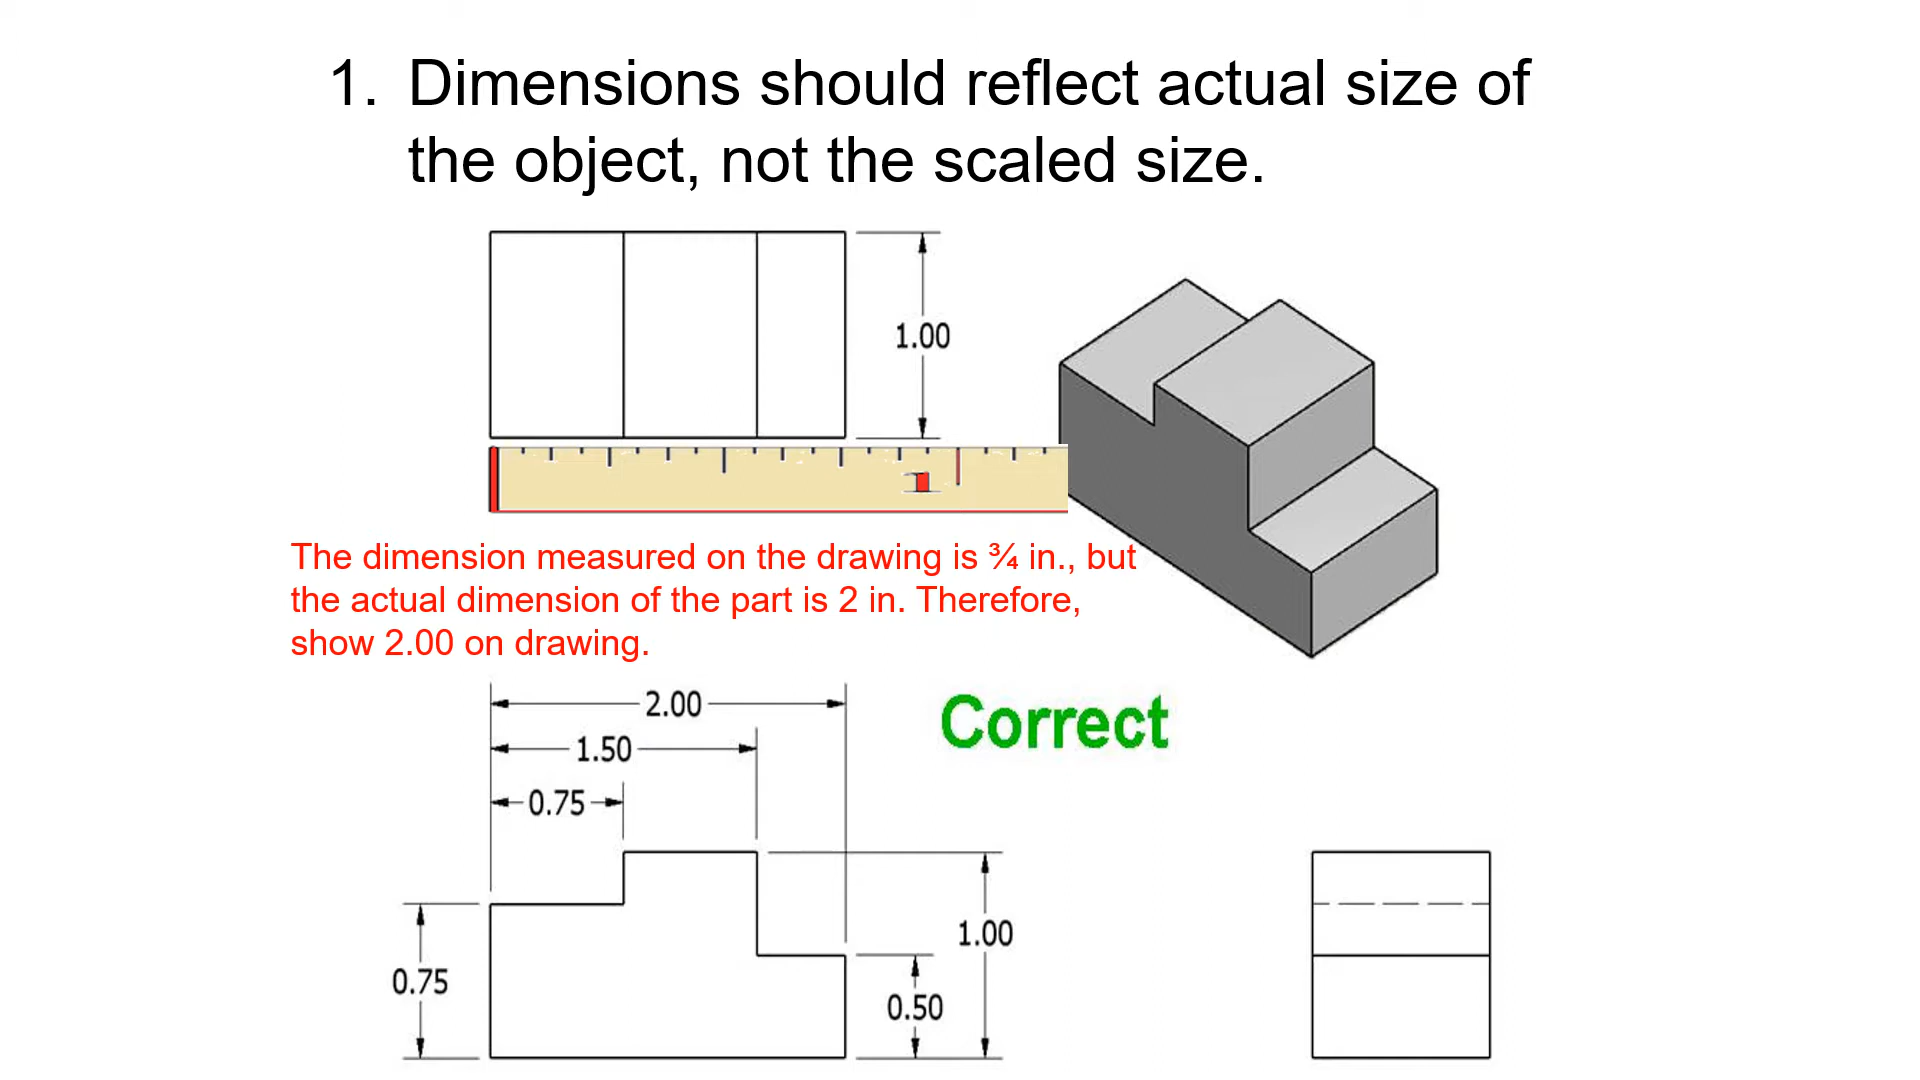 1. Dimensions should reflect actual size of
the object, not the scaled size.
1.00
1
The dimension measured on the drawing is ¾ in., but
the actual dimension of the part is 2 in. Therefore,
show 2.00 on drawing.
2.00
Correct
1.50
0.75
1.00
0.75
0.50